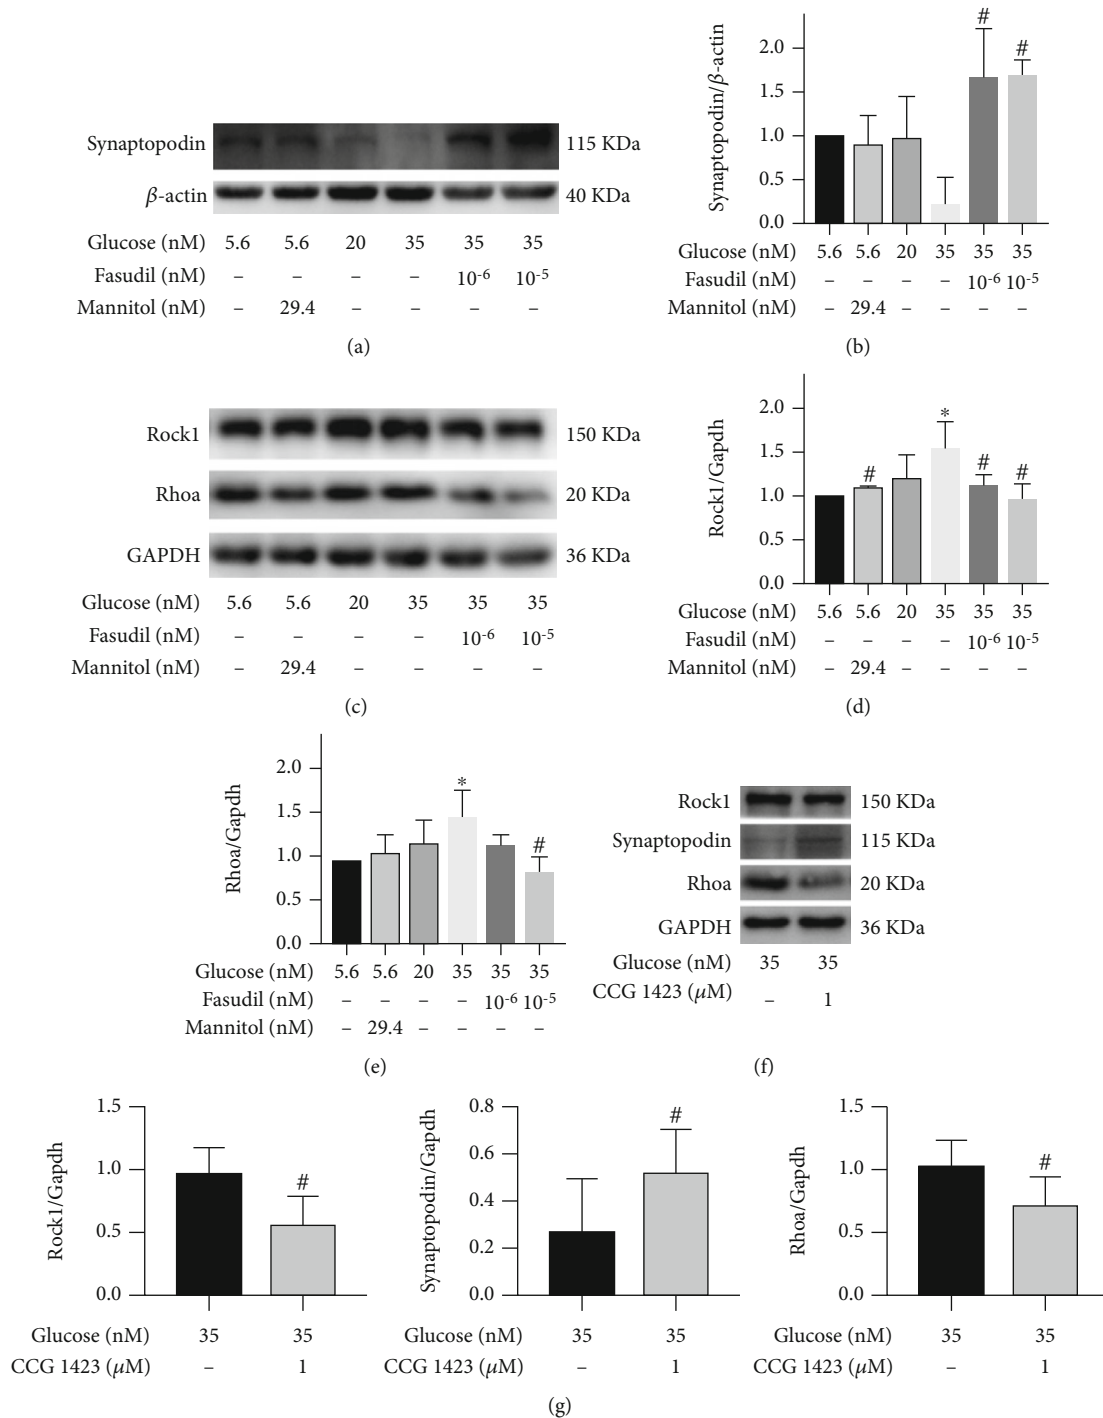 Synaptopodin 115 KDa
β-actin 40 KDa
Glucose (nM) 5.6 5.6 20 35 35 35
Fasudil (nM) – – – – 10-6 10-5
Mannitol (nM) – 29.4 – – – –
(a)
Synaptopodin/β-actin
2.0
1.5
1.0
0.5
0.0
# #
Glucose (nM) 5.6 5.6 20 35 35 35
Fasudil (nM) – – – – 10-6 10-5
Mannitol (nM) – 29.4 – – – –
(b)
Rock1 150 KDa
Rhoa 20 KDa
GAPDH 36 KDa
Glucose (nM) 5.6 5.6 20 35 35 35
Fasudil (nM) – – – – 10-6 10-5
Mannitol (nM) – 29.4 – – – –
(c)
Rock1/Gapdh
2.0
1.5
1.0
0.5
0.0
# * # #
Glucose (nM) 5.6 5.6 20 35 35 35
Fasudil (nM) – – – – 10-6 10-5
Mannitol (nM) – 29.4 – – – –
(d)
Rhoa/Gapdh
2.0
1.5
1.0
0.5
0.0
* #
Glucose (nM) 5.6 5.6 20 35 35 35
Fasudil (nM) – – – – 10-6 10-5
Mannitol (nM) – 29.4 – – – –
(e)
Rock1 150 KDa
Synaptopodin 115 KDa
Rhoa 20 KDa
GAPDH 36 KDa
Glucose (nM) 35 35
CCG 1423 (μM) – 1
(f)
Rock1/Gapdh
1.5
1.0
0.5
0.0
#
Glucose (nM) 35 35
CCG 1423 (μM) – 1
Synaptopodin/Gapdh
0.8
0.6
0.4
0.2
0.0
#
Glucose (nM) 35 35
CCG 1423 (μM) – 1
Rhoa/Gapdh
1.5
1.0
0.5
0.0
#
Glucose (nM) 35 35
CCG 1423 (μM) – 1
(g)